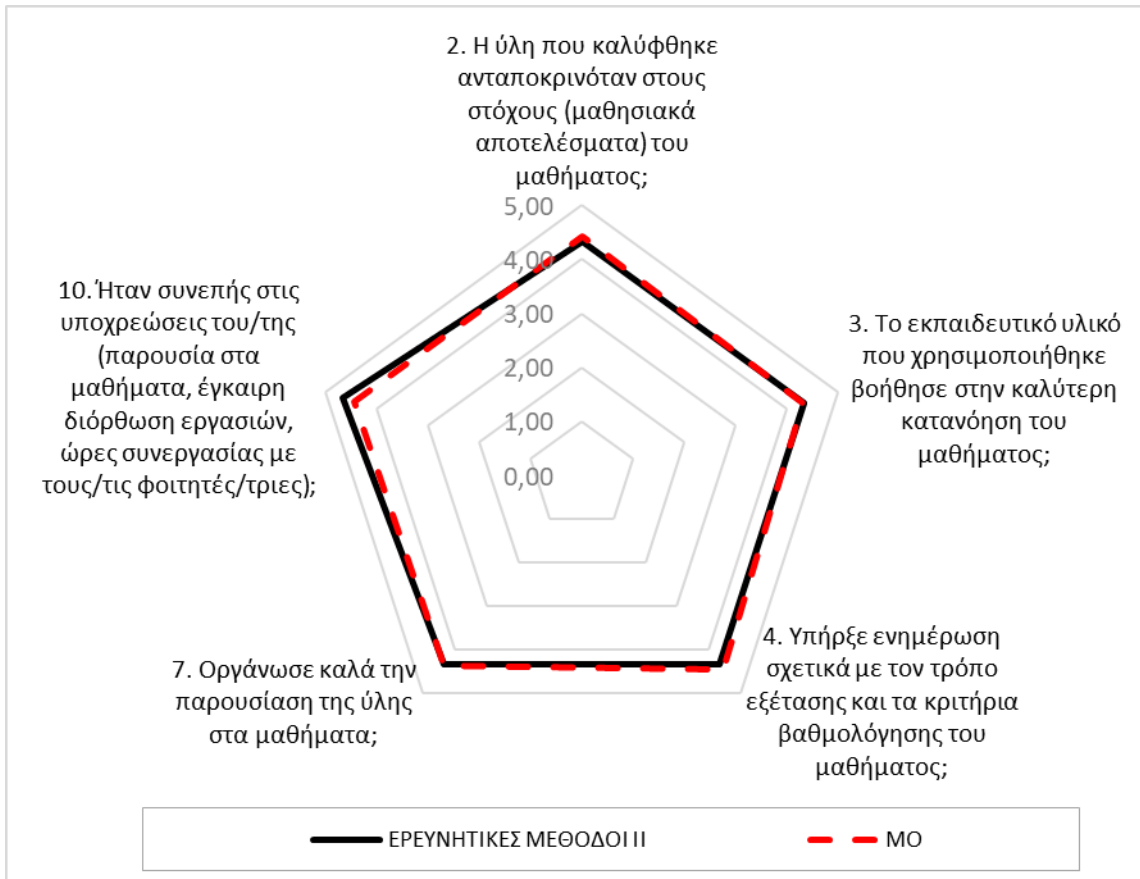 2. Η ύλη που καλύφθηκε
ανταποκρινόταν στους
στόχους (μαθησιακά
αποτελέσματα) του
μαθήματος;
5,00
4,00
3,00
2,00
1,00
0,00
3. Το εκπαιδευτικό υλικό
που χρησιμοποιήθηκε
βοήθησε στην καλύτερη
κατανόηση του
μαθήματος;
4. Υπήρξε ενημέρωση
σχετικά με τον τρόπο
εξέτασης και τα κριτήρια
βαθμολόγησης του
μαθήματος;
7. Οργάνωσε καλά την
παρουσίαση της ύλης
στα μαθήματα;
10. Ήταν συνεπής στις
υποχρεώσεις του/της
(παρουσία στα
μαθήματα, έγκαιρη
διόρθωση εργασιών,
ώρες συνεργασίας με
τους/τις φοιτητές/τριες);
ΕΡΕΥΝΗΤΙΚΕΣ ΜΕΘΟΔΟΙ ΙΙ
ΜΟ